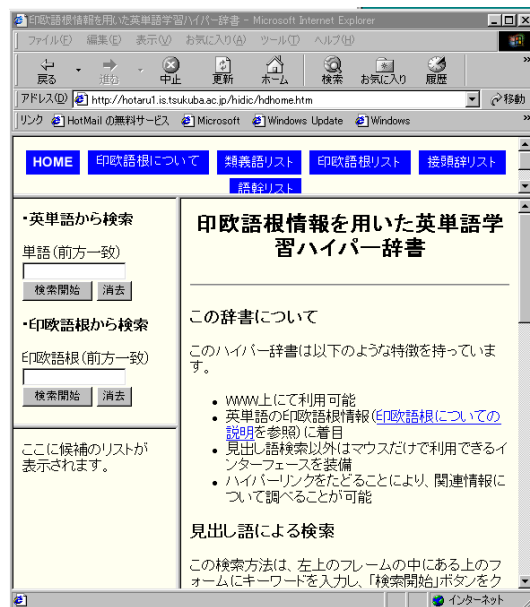 印欧語根情報を用いた英単語学習ハイパー辞書 - Microsoft Internet Explorer
ファイル(F) 編集(E) 表示(V) お気に入り(A) ツール(T) ヘルプ(H)
戻る 進む 中止 更新 ホーム 検索 お気に入り 履歴 »
アドレス(D) http://hotaru1.is.tsukuba.ac.jp/hidic/hdhome.htm 移動
リンク HotMail の無料サービス Microsoft Windows Update Windows »
HOME 印欧語根について 類義語リスト 印欧語根リスト 接頭辞リスト
語幹リスト
・英単語から検索
単語(前方一致)
検索開始 消去
・印欧語根から検索
印欧語根(前方一致)
検索開始 消去
ここに候補のリストが
表示されます。
印欧語根情報を用いた英単語学
習ハイパー辞書
この辞書について
このハイパー辞書は以下のような特徴を持っていま
す。
• WWW上にて利用可能
• 英単語の印欧語根情報(印欧語根についての
説明を参照)に着目
• 見出し語検索以外はマウスだけで利用できるイ
ンターフェースを装備
• ハイパーリンクをたどることにより、関連情報に
ついて調べることが可能
見出し語による検索
この検索方法は、左上のフレームの中にある上のフ
ォームにキーワードを入力し、「検索開始」ボタンをク
インターネット